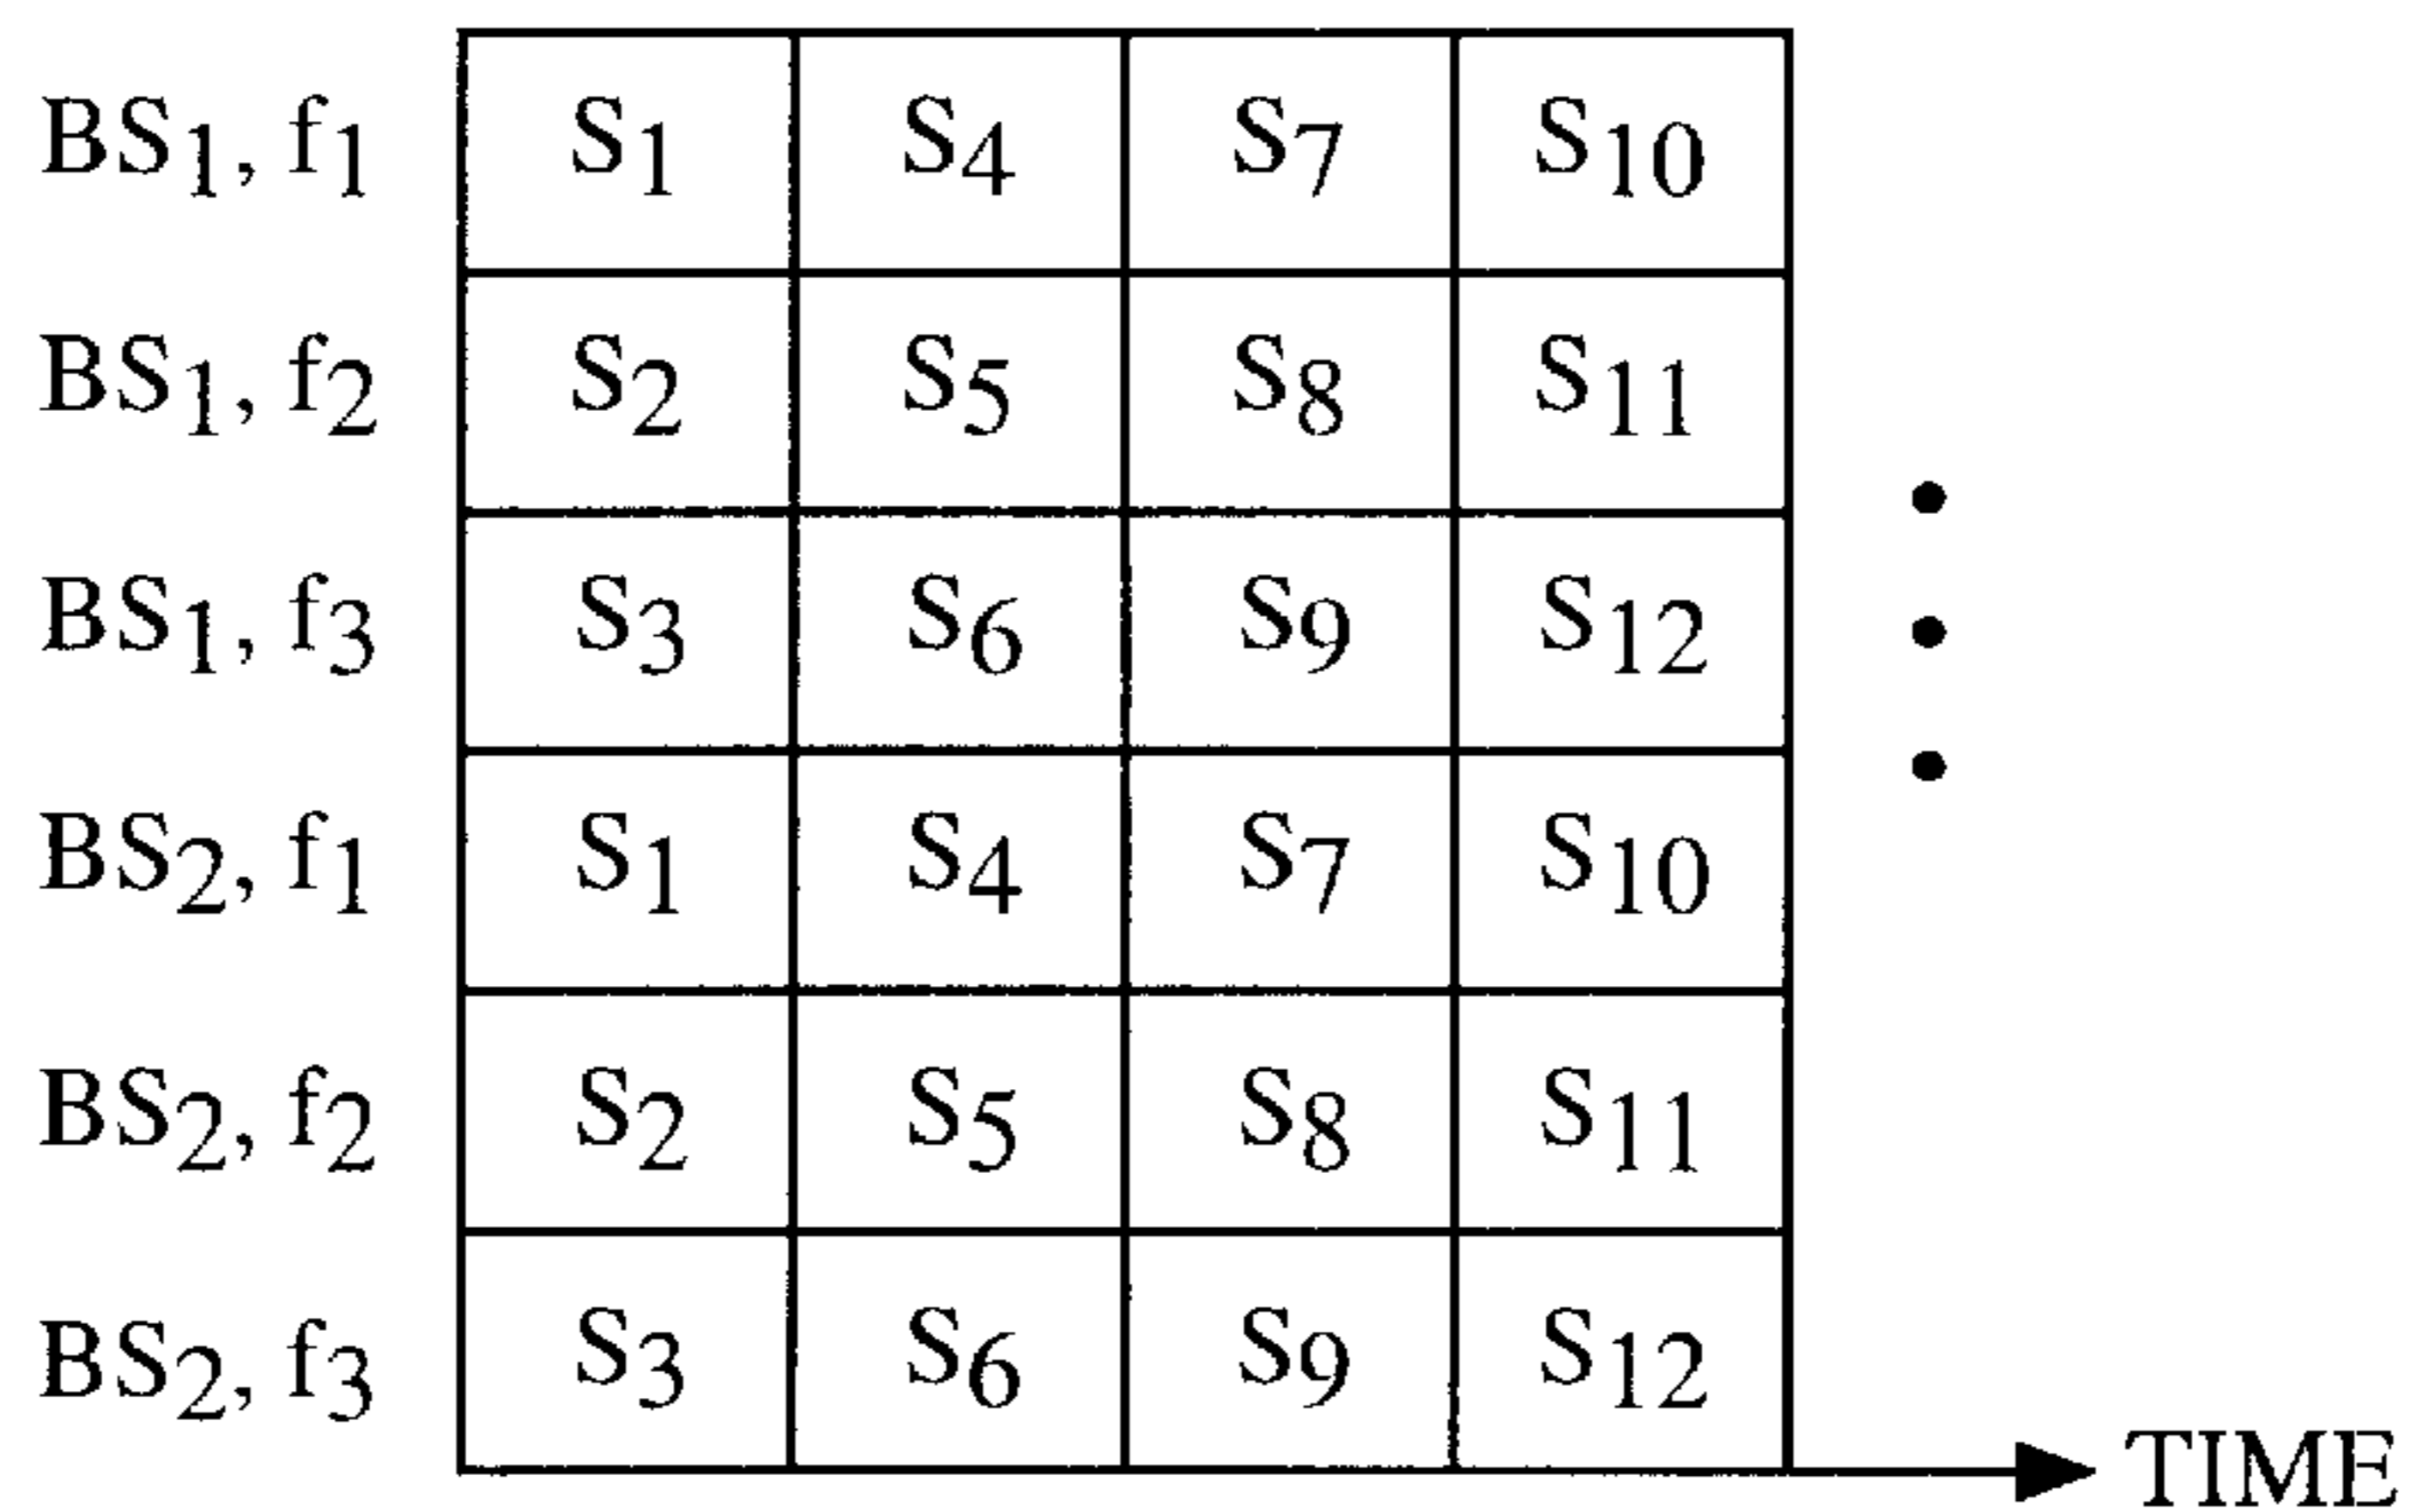 BS1, f1 S1 S4 S7 S10
BS1, f2 S2 S5 S8 S11
BS1, f3 S3 S6 S9 S12
BS2, f1 S1 S4 S7 S10
BS2, f2 S2 S5 S8 S11
BS2, f3 S3 S6 S9 S12
TIME